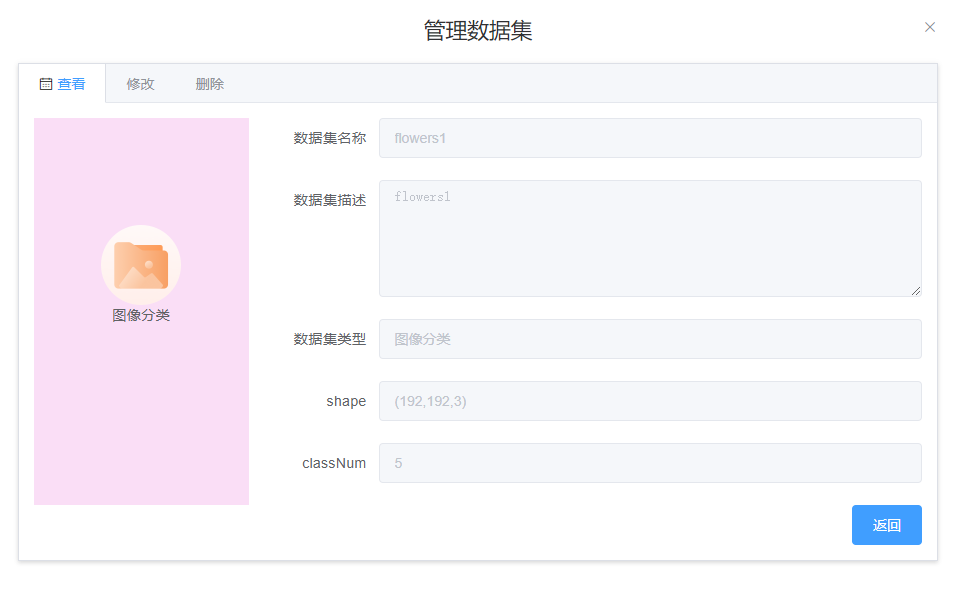 管理数据集
查看
修改
删除
图像分类
数据集名称
flowers1
数据集描述
flowers1
数据集类型
图像分类
shape
(192,192,3)
classNum
5
返回